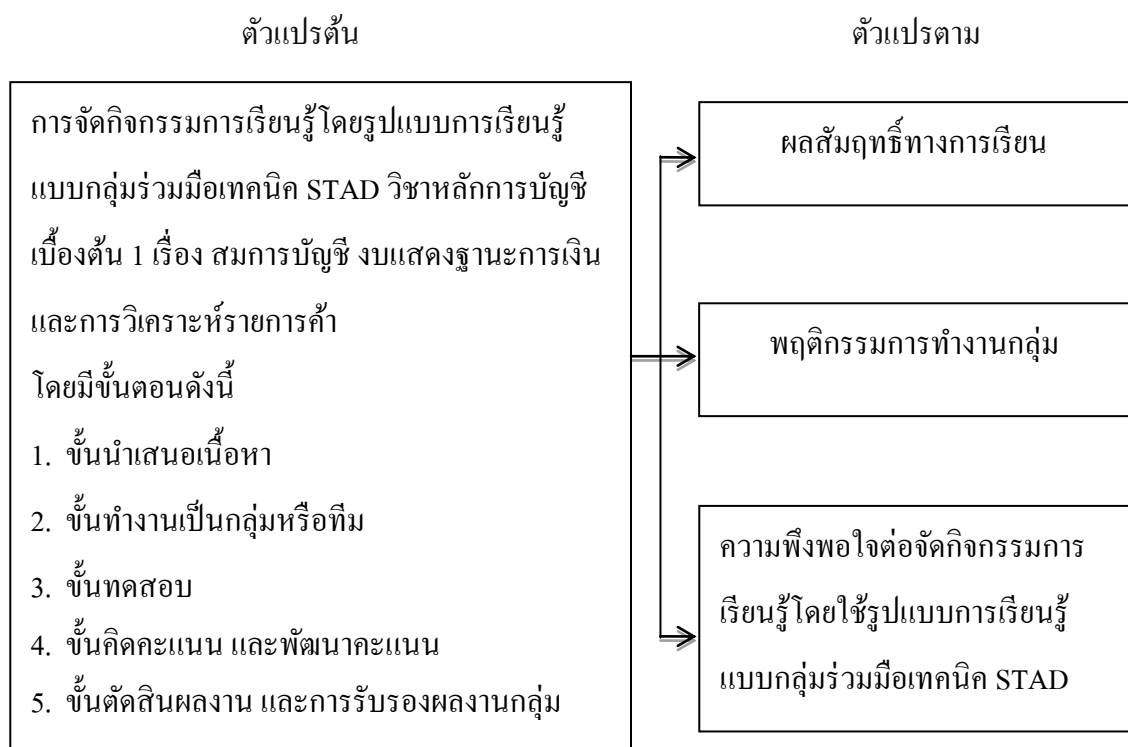 ตัวแปรต้น
ตัวแปรตาม
การจัดกิจกรรมการเรียนรู้โดยรูปแบบการเรียนรู้
แบบกลุ่มร่วมมือเทคนิค STAD วิชาหลักการบัญชี
เบื้องต้น 1 เรื่อง สมการบัญชี งบแสดงฐานะการเงิน
และการวิเคราะห์รายการค้า
โดยมีขั้นตอนดังนี้
1. ขั้นนำเสนอเนื้อหา
2. ขั้นทำงานเป็นกลุ่มหรือทีม
3. ขั้นทดสอบ
4. ขั้นคิดคะแนน และพัฒนาคะแนน
5. ขั้นตัดสินผลงาน และการรับรองผลงานกลุ่ม
ผลสัมฤทธิ์ทางการเรียน
พฤติกรรมการทำงานกลุ่ม
ความพึงพอใจต่อจัดกิจกรรมการ
เรียนรู้โดยใช้รูปแบบการเรียนรู้
แบบกลุ่มร่วมมือเทคนิค STAD